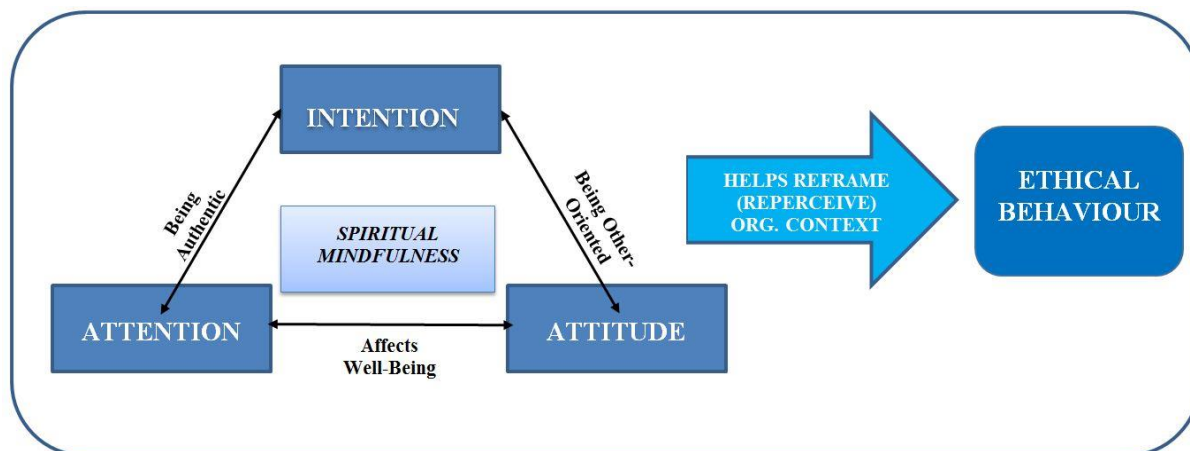 INTENTION
Being
Authentic
Being Other-
Oriented
SPIRITUAL
MINDFULNESS
ATTENTION
ATTITUDE
Affects
Well-Being
HELPS REFRAME
(REPERCEIVE)
ORG. CONTEXT
ETHICAL
BEHAVIOUR